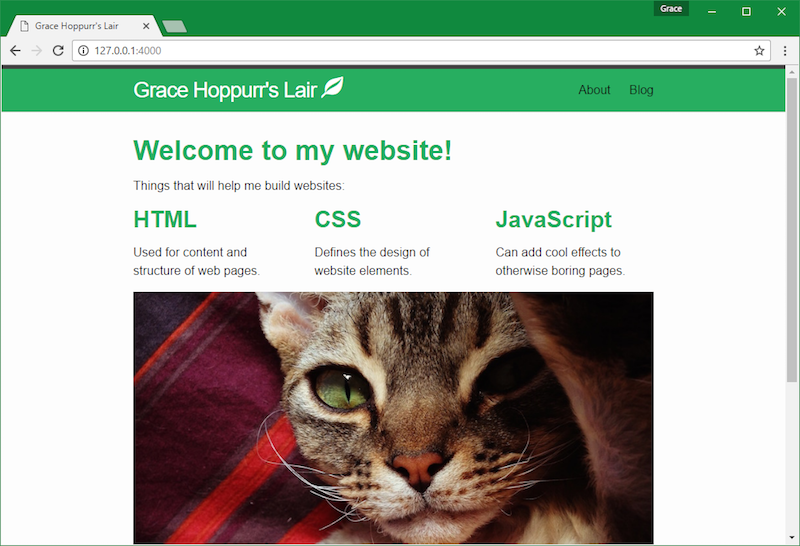 Grace
Grace Hoppurr's Lair
127.0.0.1:4000
Grace Hoppurr's Lair
About Blog
Welcome to my website!
Things that will help me build websites:
HTML
Used for content and
structure of web pages.
CSS
Defines the design of
website elements.
JavaScript
Can add cool effects to
otherwise boring pages.